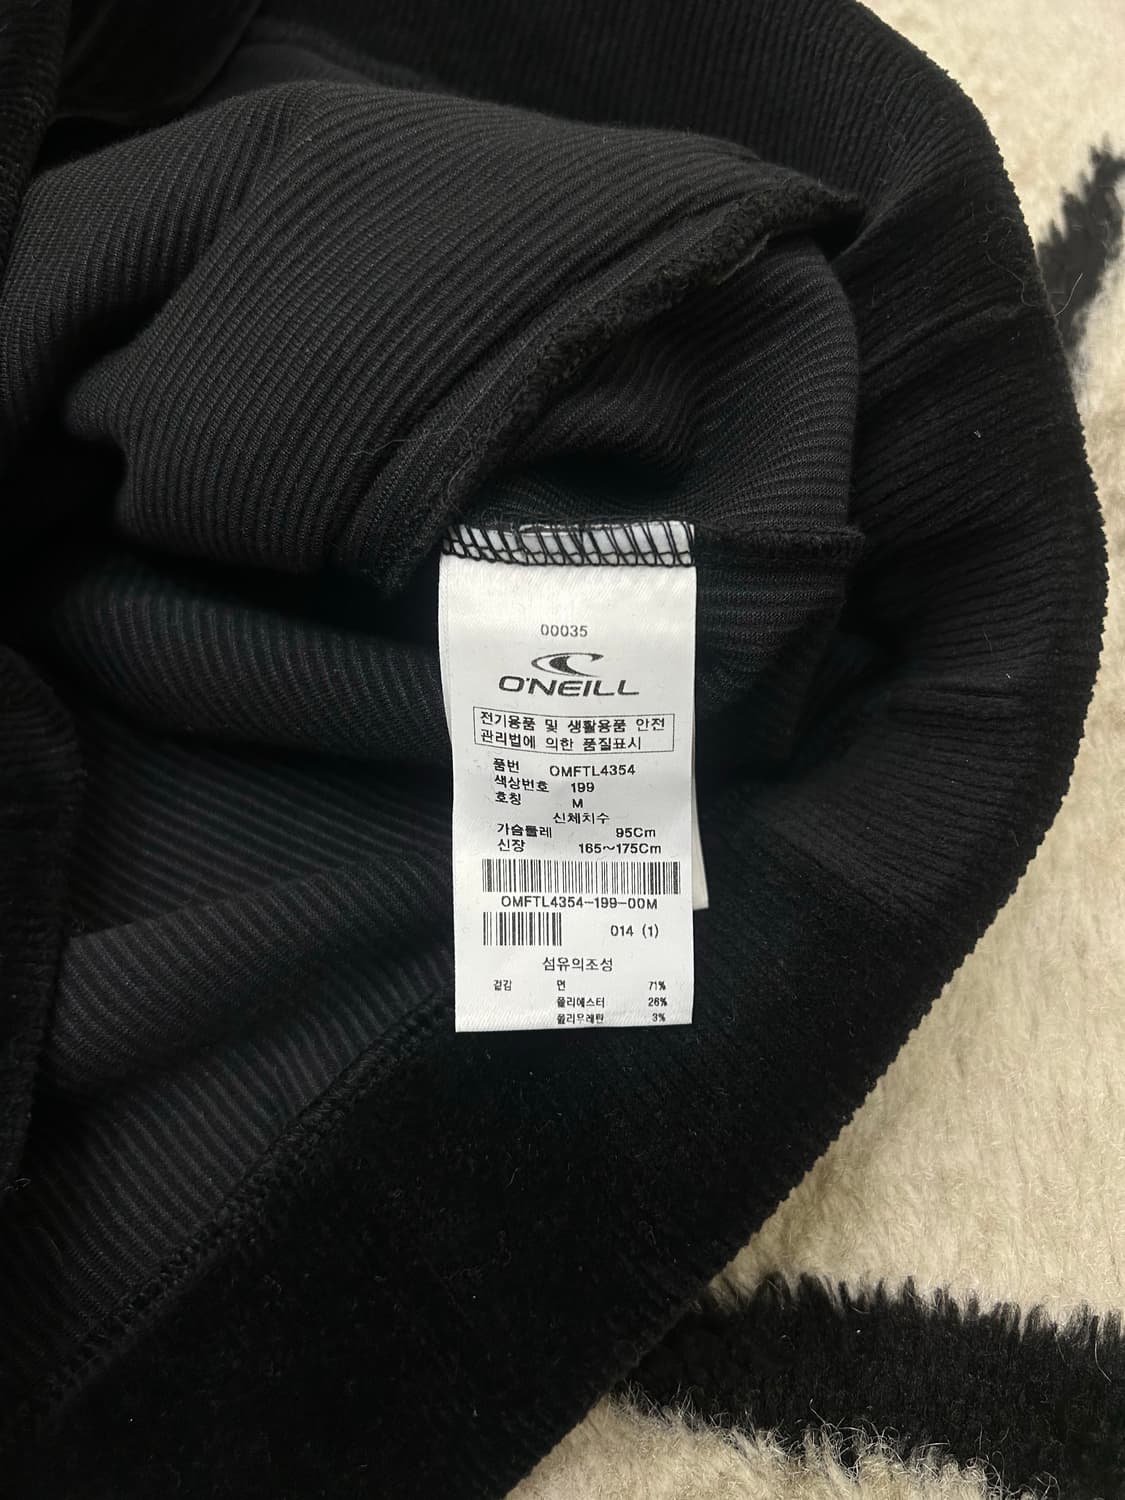 00035
O'NEILL
전기용품 및 생활용품 안전
관리법에 의한 품질표시
품번 OMFTL4354
색상번호 199
호칭 M
신체치수
가슴둘레 95Cm
신장 165~175Cm
OMFTL4354-199-00M
014 (1)
섬유의조성
겉감 면 71%
폴리에스터 26%
폴리우레탄 3%